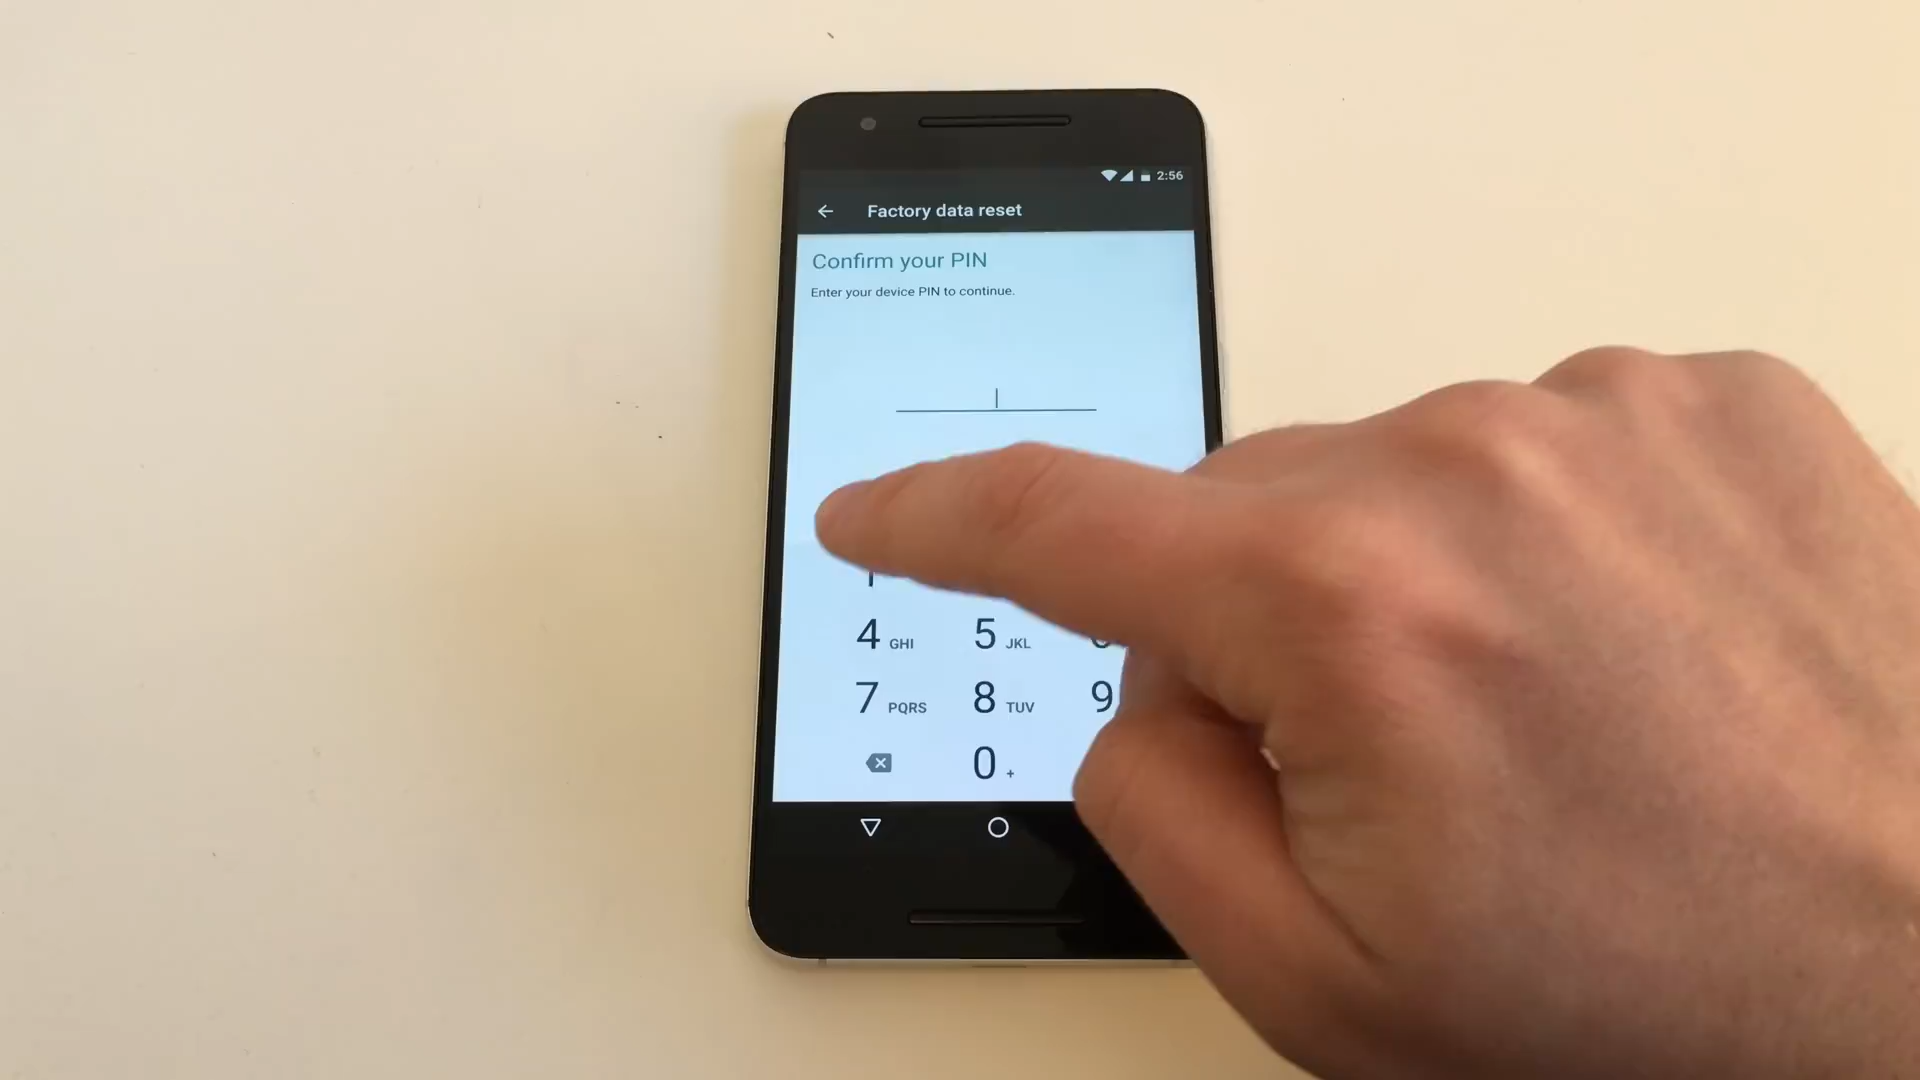 2:56
Factory data reset
Confirm your PIN
Enter your device PIN to continue.
4 GHI 5 JKL
7 PQRS 8 TUV 9
0 +